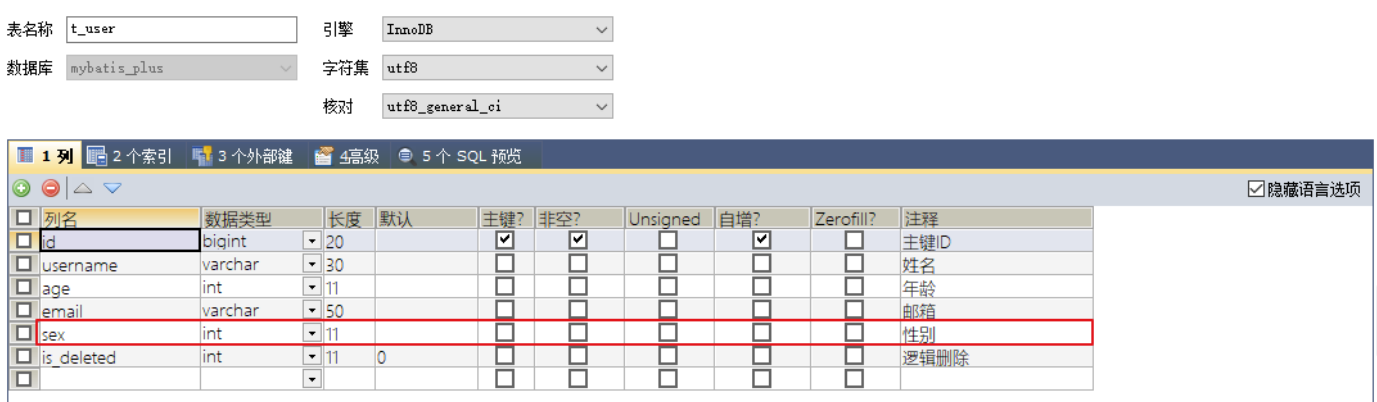 表名称 t_user 引擎 InnoDB
数据库 mybatis_plus 字符集 utf8
核对 utf8_general_ci
1 列 2 个索引 3 个外部键 4高级 5 个 SQL 预览
隐藏语言选项
列名 数据类型 长度 默认 主键? 非空? Unsigned 自增? Zerofill? 注释
id bigint 20 主键ID
username varchar 30 姓名
age int 11 年龄
email varchar 50 邮箱
sex int 11 性别
is_deleted int 11 0 逻辑删除